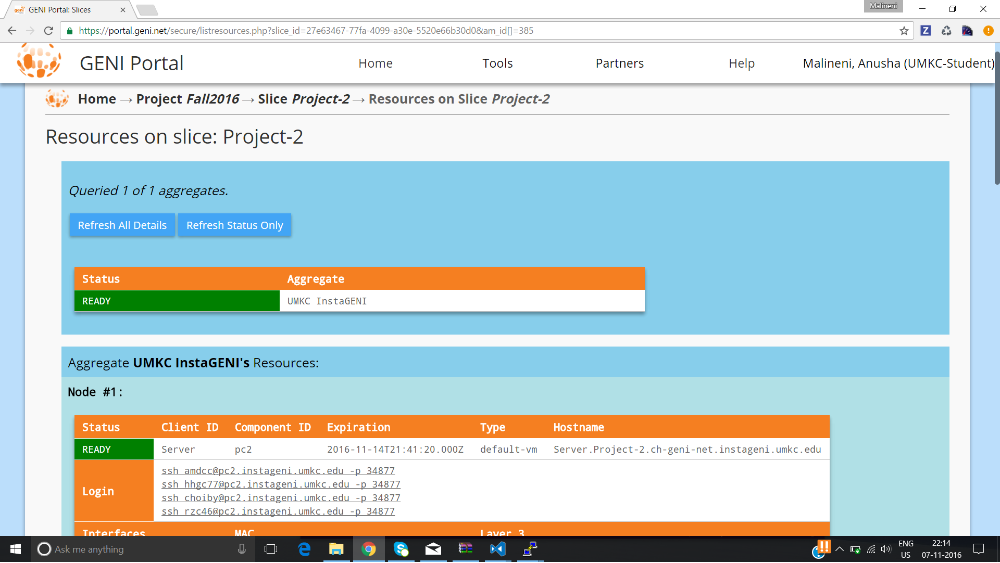 GENI Portal: Slices
Malineni
https://portal.geni.net/secure/listresources.php?slice_id=27e63467-77fa-4099-a30e-5520e66b30d0&am_id[]=385
GENI Portal
Home
Tools
Partners
Help
Malineni, Anusha (UMKC-Student)
Home → Project Fall2016 → Slice Project-2 → Resources on Slice Project-2
Resources on slice: Project-2
Queried 1 of 1 aggregates.
Refresh All Details
Refresh Status Only
Status Aggregate
READY UMKC InstaGENI
Aggregate UMKC InstaGENI's Resources:
Node #1:
Status Client ID Component ID Expiration Type Hostname
READY Server pc2 2016-11-14T21:41:20.000Z default-vm Server.Project-2.ch-geni-net.instageni.umkc.edu
Login
ssh amdcc@pc2.instageni.umkc.edu -p 34877
ssh hhgc77@pc2.instageni.umkc.edu -p 34877
ssh choiby@pc2.instageni.umkc.edu -p 34877
ssh rzc46@pc2.instageni.umkc.edu -p 34877
Interfaces MAC Layer 3
Ask me anything
ENG
US
22:14
07-11-2016